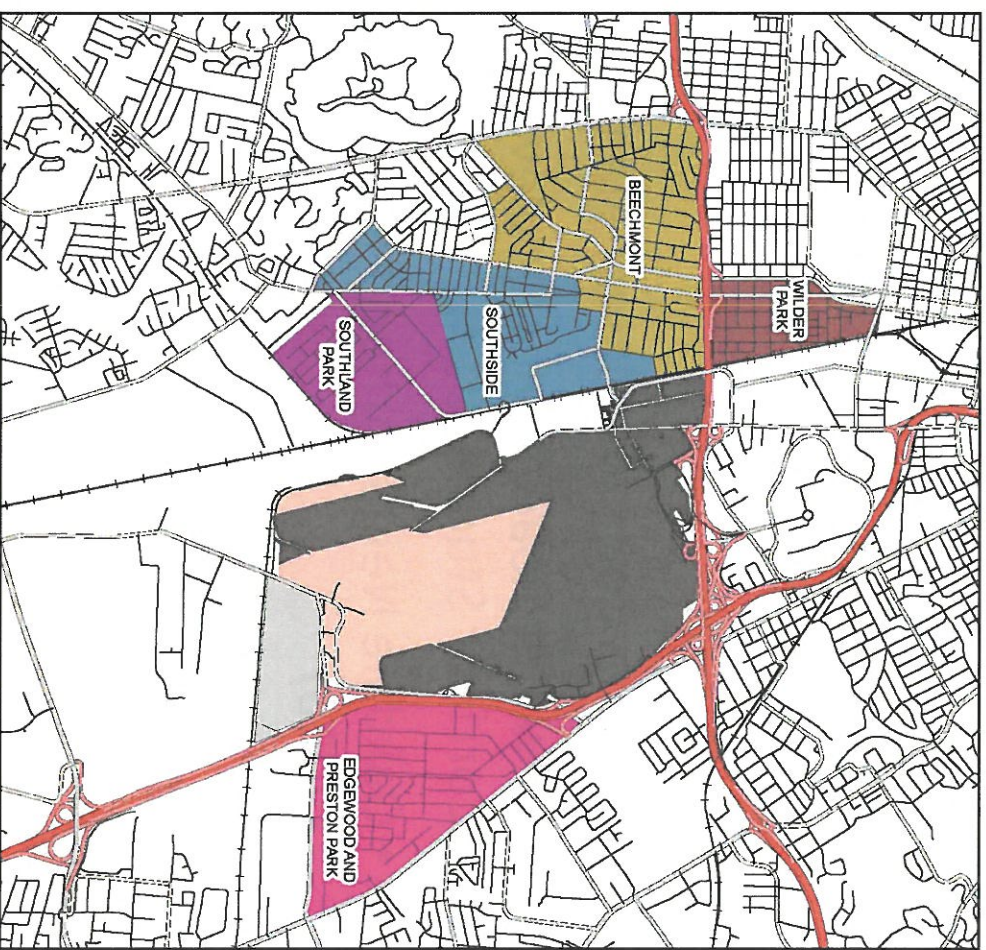 WILDER
PARK
BEECHMONT
SOUTHSIDE
SOUTHLAND
PARK
EDGEWOOD AND
PRESTON PARK